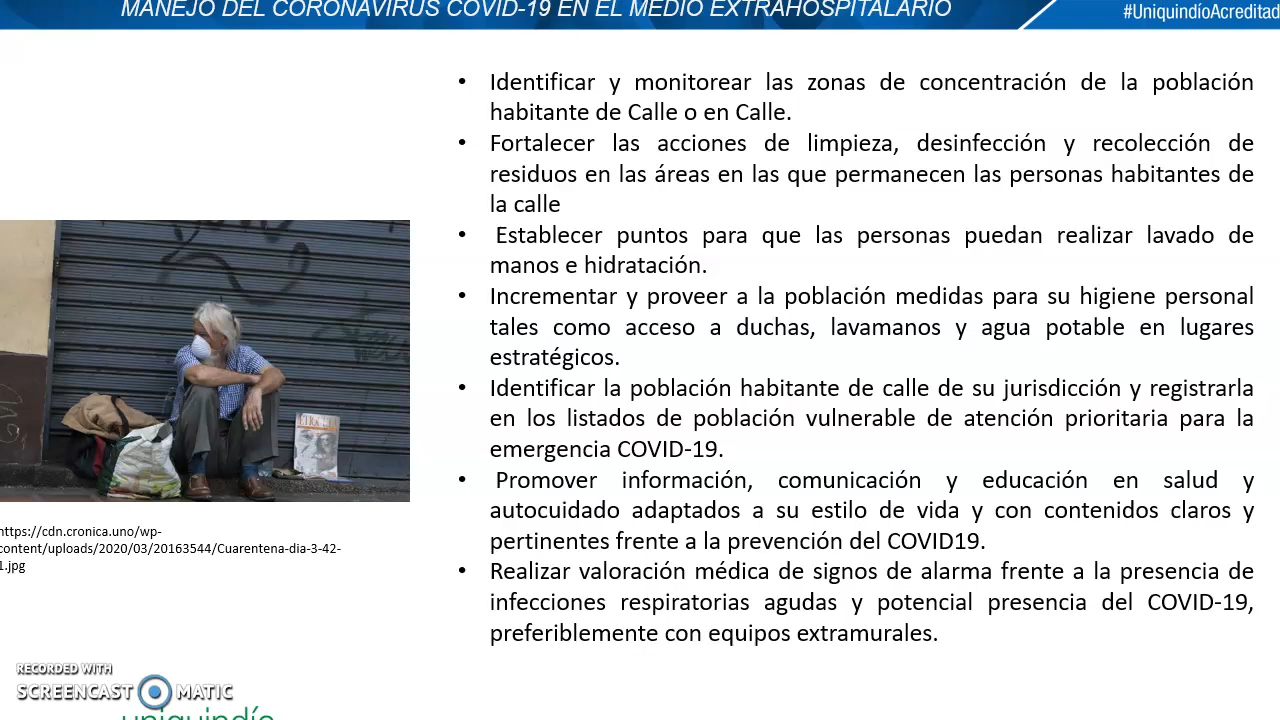 MANEJO DEL CORONAVIRUS COVID-19 EN EL MEDIO EXTRAHOSPITALARIO
#UniquindíoAcreditad
• Identificar y monitorear las zonas de concentración de la población
habitante de Calle o en Calle.
• Fortalecer las acciones de limpieza, desinfección y recolección de
residuos en las áreas en las que permanecen las personas habitantes de
la calle
• Establecer puntos para que las personas puedan realizar lavado de
manos e hidratación.
• Incrementar y proveer a la población medidas para su higiene personal
tales como acceso a duchas, lavamanos y agua potable en lugares
estratégicos.
• Identificar la población habitante de calle de su jurisdicción y registrarla
en los listados de población vulnerable de atención prioritaria para la
emergencia COVID-19.
• Promover información, comunicación y educación en salud y
autocuidado adaptados a su estilo de vida y con contenidos claros y
pertinentes frente a la prevención del COVID19.
• Realizar valoración médica de signos de alarma frente a la presencia de
infecciones respiratorias agudas y potencial presencia del COVID-19,
preferiblemente con equipos extramurales.
https://cdn.cronica.uno/wp-
content/uploads/2020/03/20163544/Cuarentena-dia-3-42-
1.jpg
RECORDED WITH
SCREENCAST MATIC
uniquindío